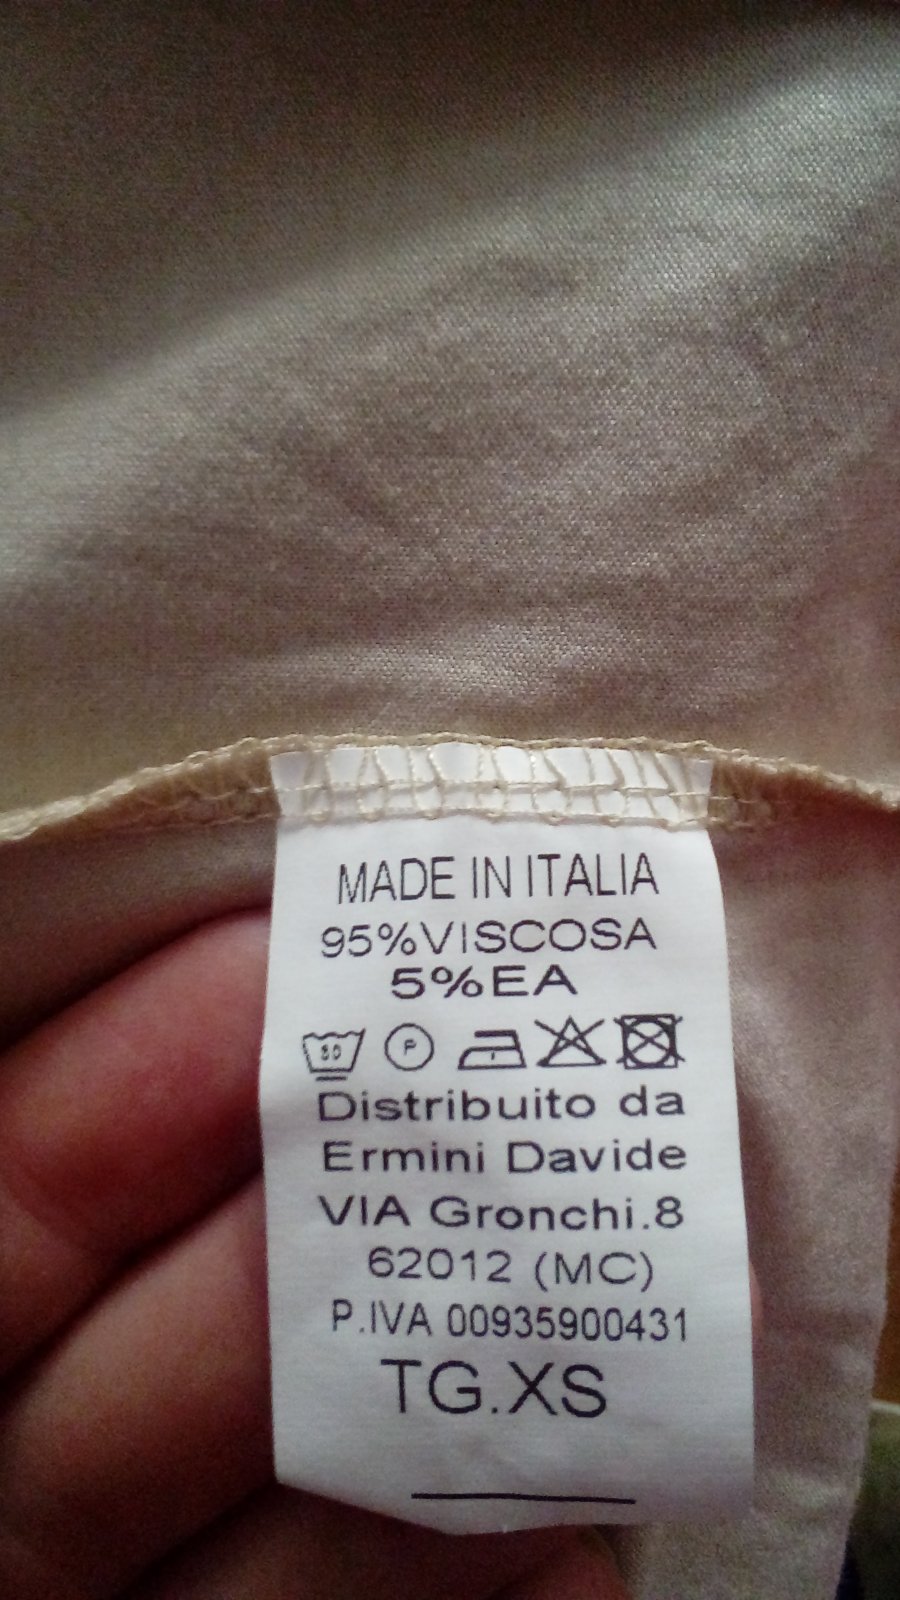 MADE IN ITALIA
95%VISCOSA
5%EA
30 P
Distribuito da
Ermini Davide
VIA Gronchi.8
62012 (MC)
P.IVA 00935900431
TG.XS